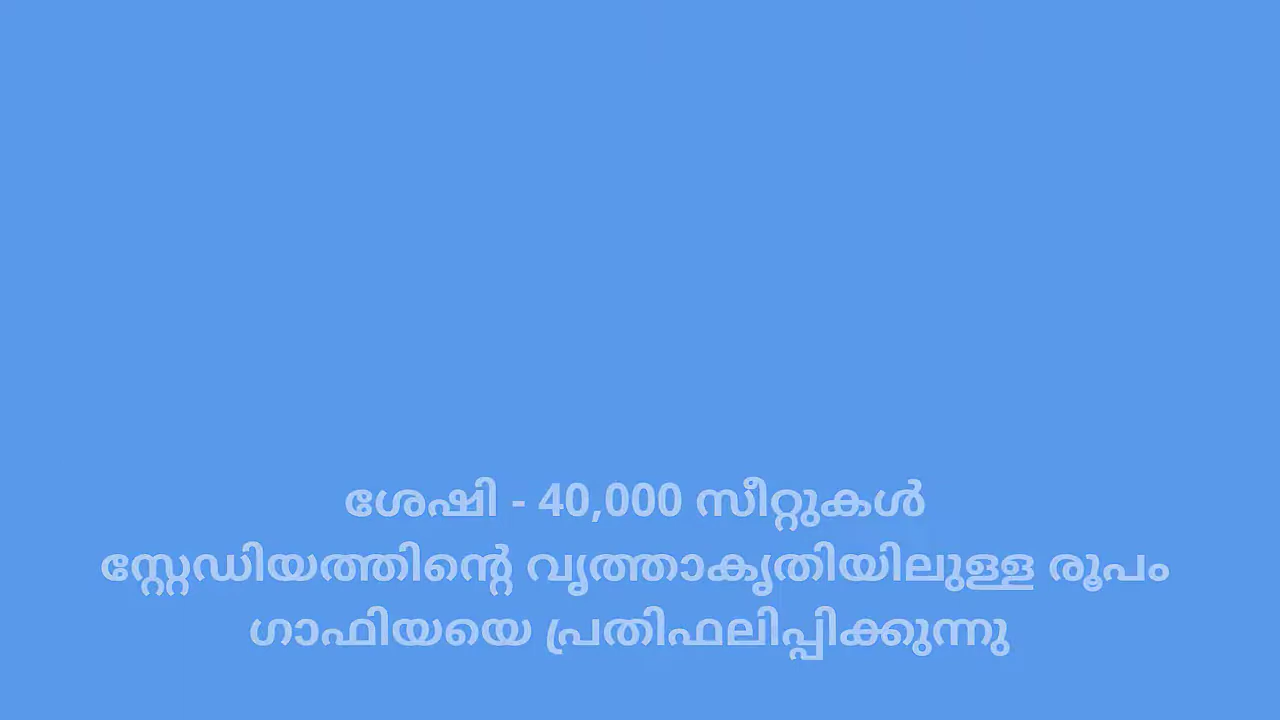 ശേഷി - 40,000 സീറ്റുകൾ
സ്റ്റേഡിയത്തിന്റെ വൃത്താകൃതിയിലുള്ള രൂപം
ഗാഫിയയെ പ്രതിഫലിപ്പിക്കുന്നു